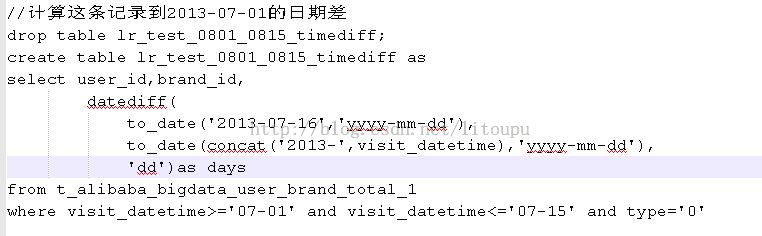 //计算这条记录到2013-07-01的日期差
drop table lr_test_0801_0815_timediff;
create table lr_test_0801_0815_timediff as
select user_id,brand_id,
datediff(
to_date('2013-07-16','yyyy-mm-dd'),
http://blog.csdn.net/litoupu
to_date(concat('2013-',visit_datetime),'yyyy-mm-dd'),
'dd')as days
from t_alibaba_bigdata_user_brand_total_1
where visit_datetime>='07-01' and visit_datetime<='07-15' and type='0'